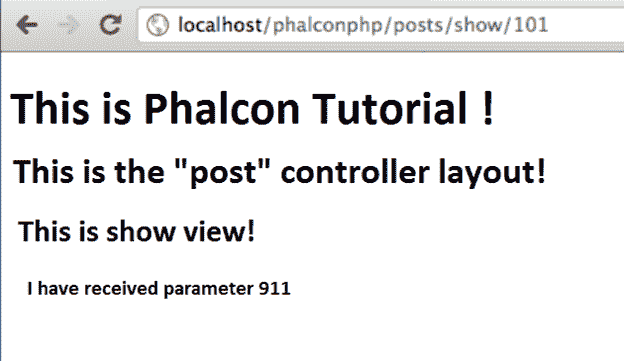 localhost/phalconphp/posts/show/101
This is Phalcon Tutorial !
This is the "post" controller layout!
This is show view!
I have received parameter 911